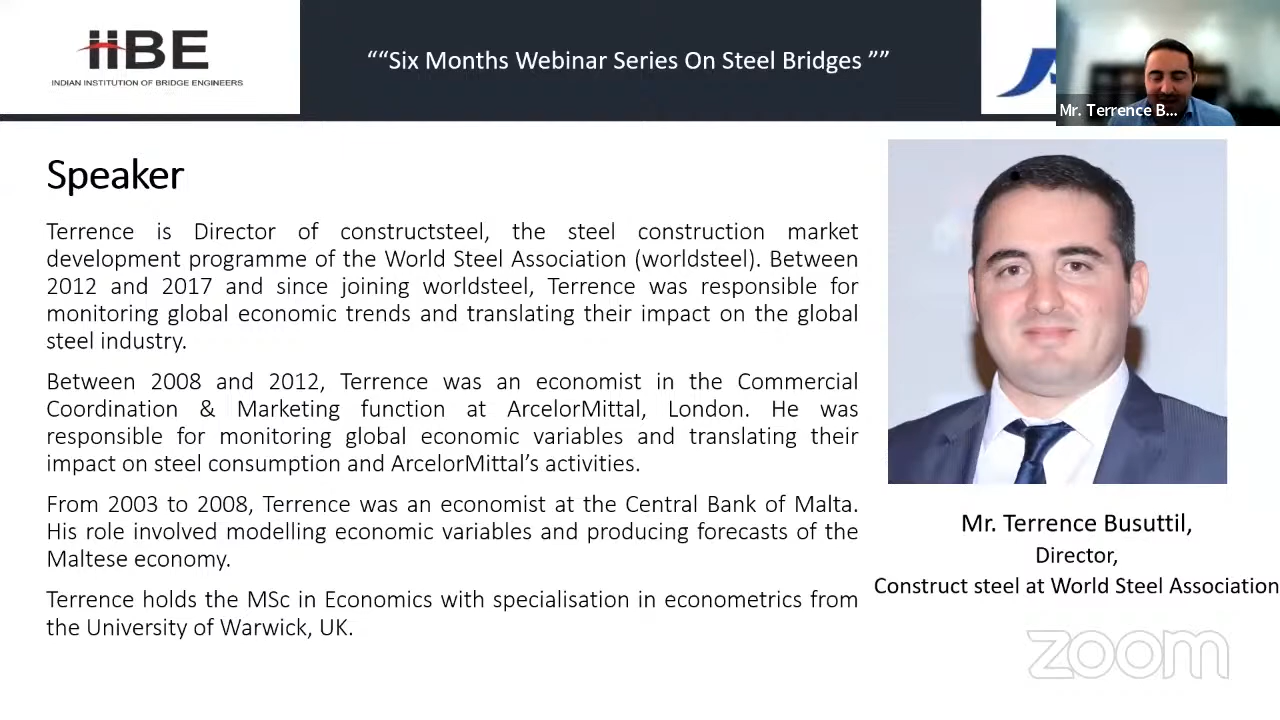 iiBE
INDIAN INSTITUTION OF BRIDGE ENGINEERS
““Six Months Webinar Series On Steel Bridges ””
Mr. Terrence B...
Speaker
Terrence is Director of constructsteel, the steel construction market
development programme of the World Steel Association (worldsteel). Between
2012 and 2017 and since joining worldsteel, Terrence was responsible for
monitoring global economic trends and translating their impact on the global
steel industry.
Between 2008 and 2012, Terrence was an economist in the Commercial
Coordination & Marketing function at ArcelorMittal, London. He was
responsible for monitoring global economic variables and translating their
impact on steel consumption and ArcelorMittal’s activities.
From 2003 to 2008, Terrence was an economist at the Central Bank of Malta.
His role involved modelling economic variables and producing forecasts of the
Maltese economy.
Terrence holds the MSc in Economics with specialisation in econometrics from
the University of Warwick, UK.
Mr. Terrence Busuttil,
Director,
Construct steel at World Steel Association
zoom